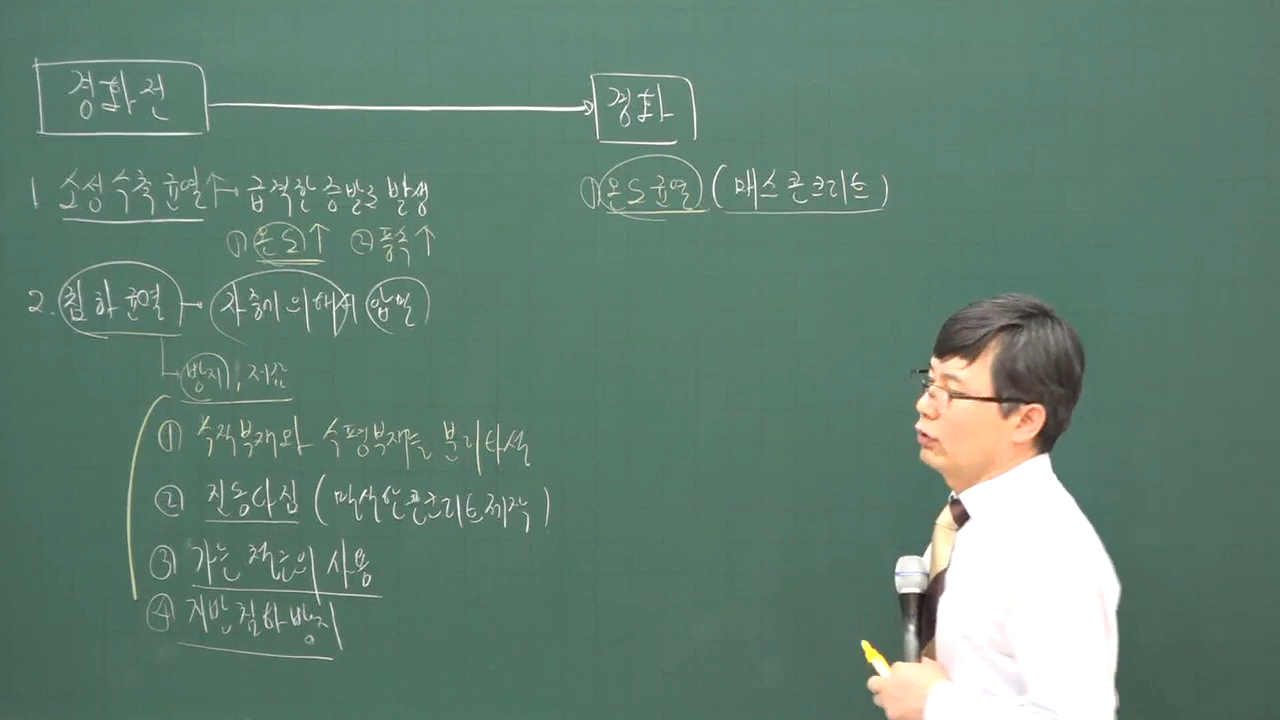 경화전 → 경화
1. 소성수축균열↑→ 급격한 증발로 발생
① 온도↑ ② 풍속↑
2. 침하균열 → 자중에 의해서 압밀
방지, 저감
① 수직부재와 수평부재를 분리타설
② 진동다짐 (밀실한 콘크리트 제작)
③ 가는 철근의 사용
④ 지반침하방지
① 온도균열 (매스콘크리트)